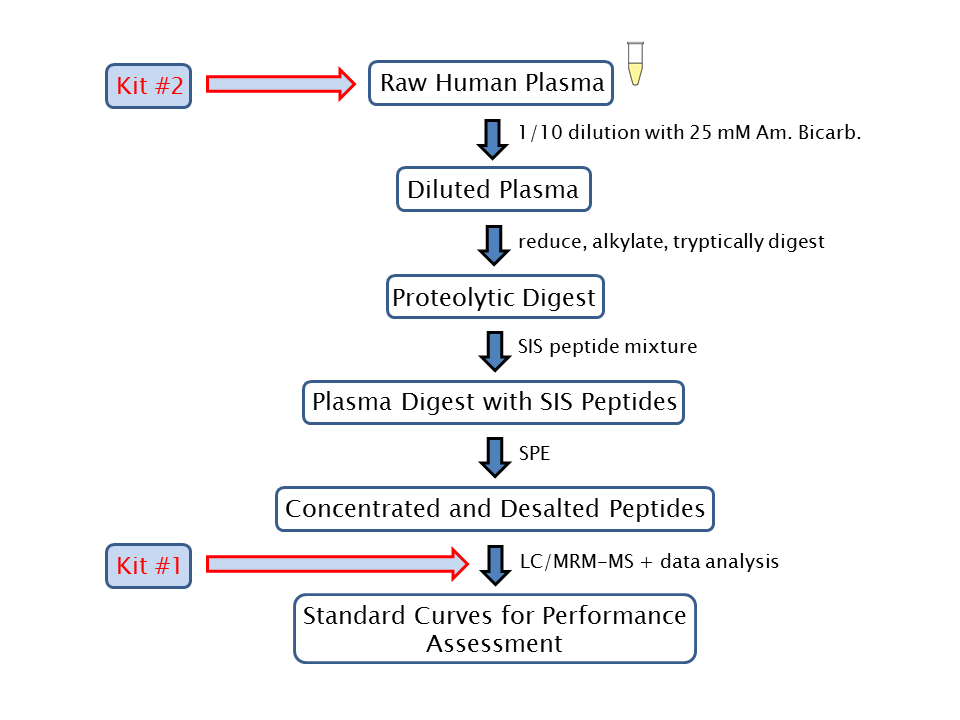 Kit #2
Raw Human Plasma
1/10 dilution with 25 mM Am. Bicarb.
Diluted Plasma
reduce, alkylate, tryptically digest
Proteolytic Digest
SIS peptide mixture
Plasma Digest with SIS Peptides
SPE
Concentrated and Desalted Peptides
Kit #1
LC/MRM-MS + data analysis
Standard Curves for Performance
Assessment